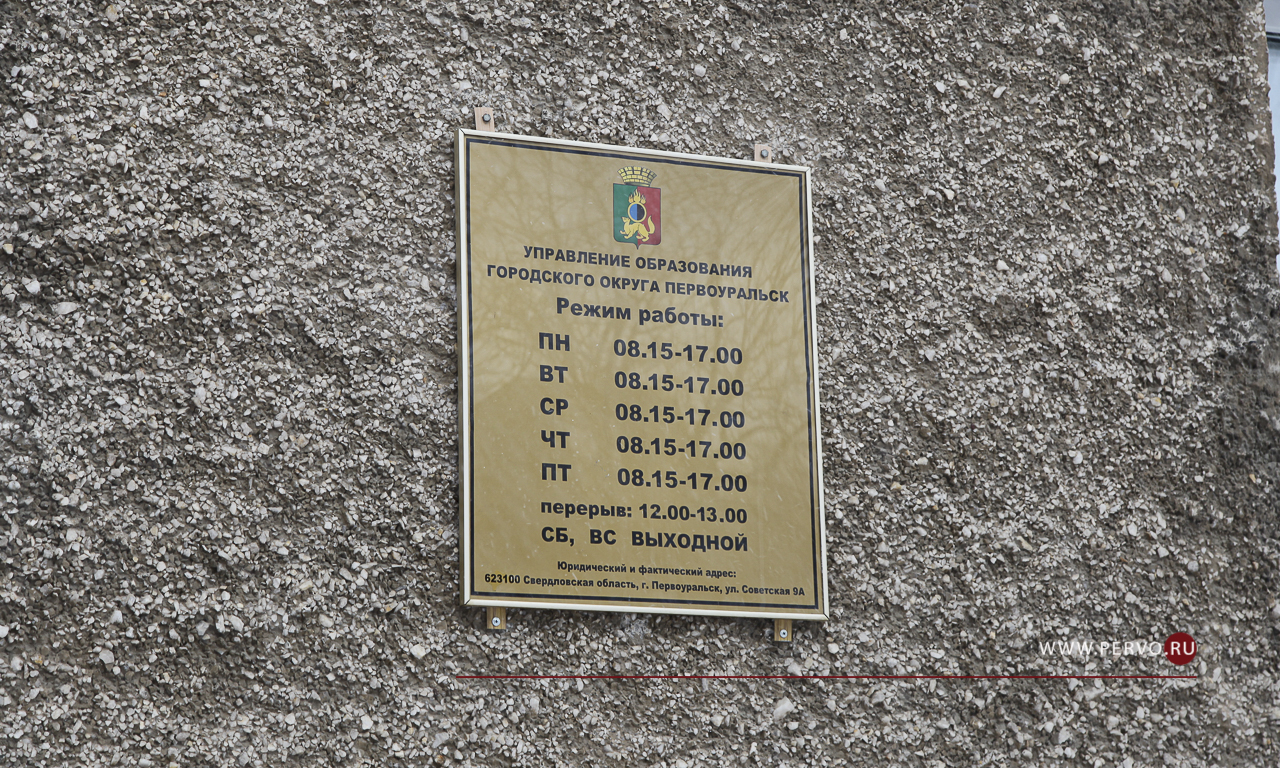 УПРАВЛЕНИЕ ОБРАЗОВАНИЯ
ГОРОДСКОГО ОКРУГА ПЕРВОУРАЛЬСК
Режим работы:
ПН 08.15-17.00
ВТ 08.15-17.00
СР 08.15-17.00
ЧТ 08.15-17.00
ПТ 08.15-17.00
перерыв: 12.00-13.00
СБ, ВС ВЫХОДНОЙ
Юридический и фактический адрес:
623100 Свердловская область, г. Первоуральск, ул. Советская 9А
WWW.PERVO.RU